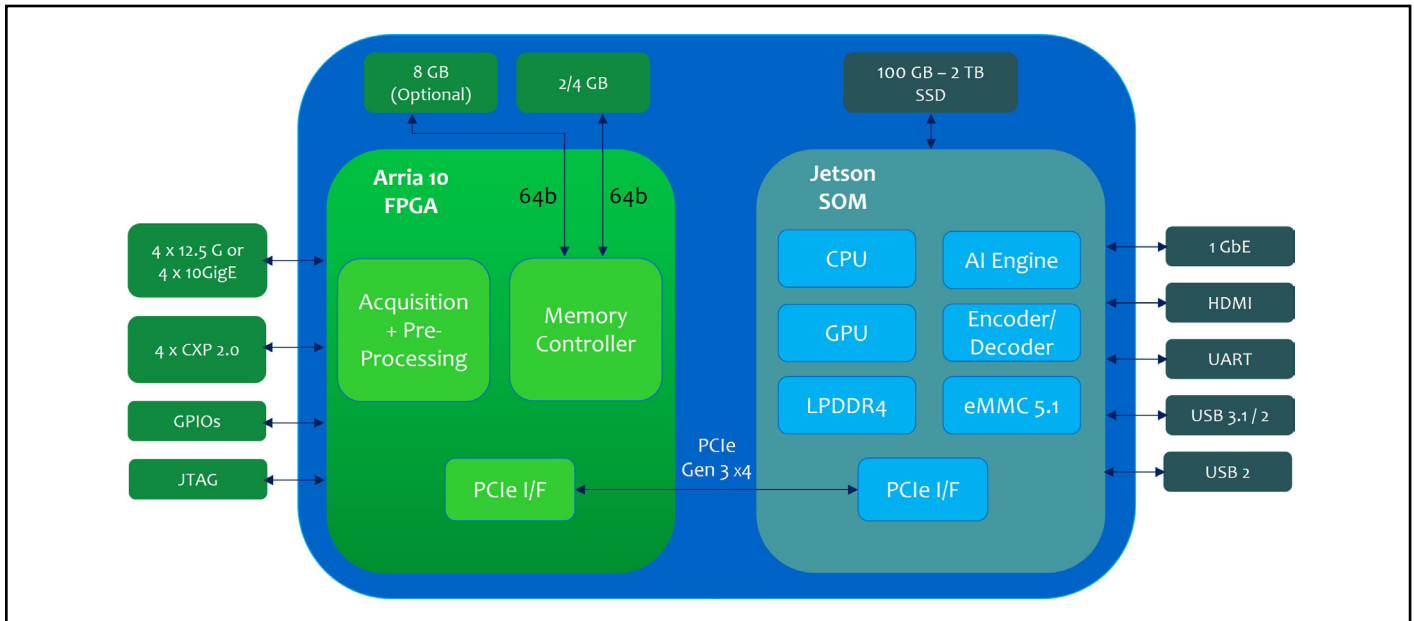 8 GB
(Optional)
2/4 GB
100 GB – 2 TB
SSD
Arria 10
FPGA
64b
64b
Jetson
SOM
4 x 12.5 G or
4 x 10GigE
4 x CXP 2.0
GPIOs
JTAG
Acquisition
+ Pre-
Processing
Memory
Controller
PCIe I/F
PCIe
Gen 3 x4
CPU
AI Engine
GPU
Encoder/
Decoder
LPDDR4
eMMC 5.1
PCIe I/F
1 GbE
HDMI
UART
USB 3.1 / 2
USB 2